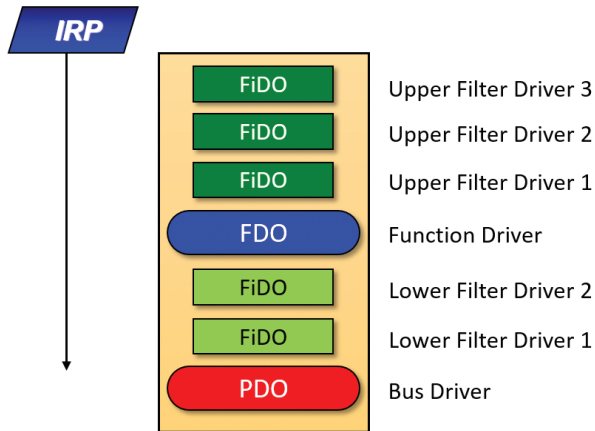 IRP
FiDO Upper Filter Driver 3
FiDO Upper Filter Driver 2
FiDO Upper Filter Driver 1
FDO Function Driver
FiDO Lower Filter Driver 2
FiDO Lower Filter Driver 1
PDO Bus Driver